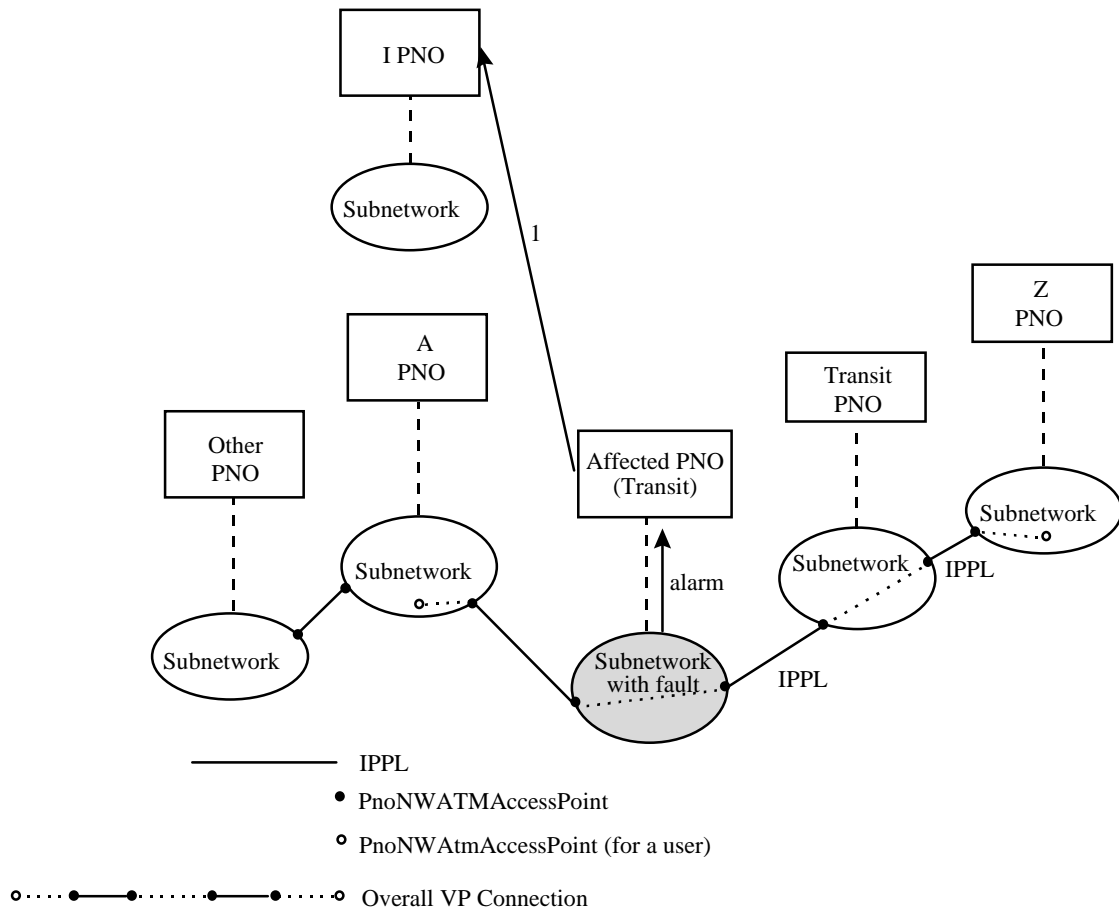 I PNO
Subnetwork
1
Z
PNO
A
PNO
Transit
PNO
Other
PNO
Affected PNO
(Transit)
Subnetwork
Subnetwork
Subnetwork
IPPL
alarm
Subnetwork
Subnetwork
with fault
IPPL
IPPL
PnoNWATMAccessPoint
PnoNWAtmAccessPoint (for a user)
Overall VP Connection